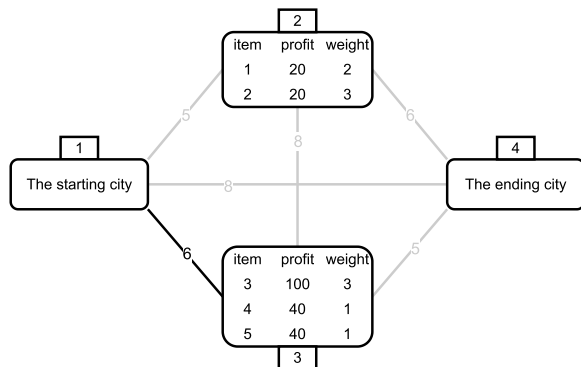 2
item profit weight
1 20 2
2 20 3
5
6
8
1
The starting city
4
The ending city
8
6
5
item profit weight
3 100 3
4 40 1
5 40 1
3